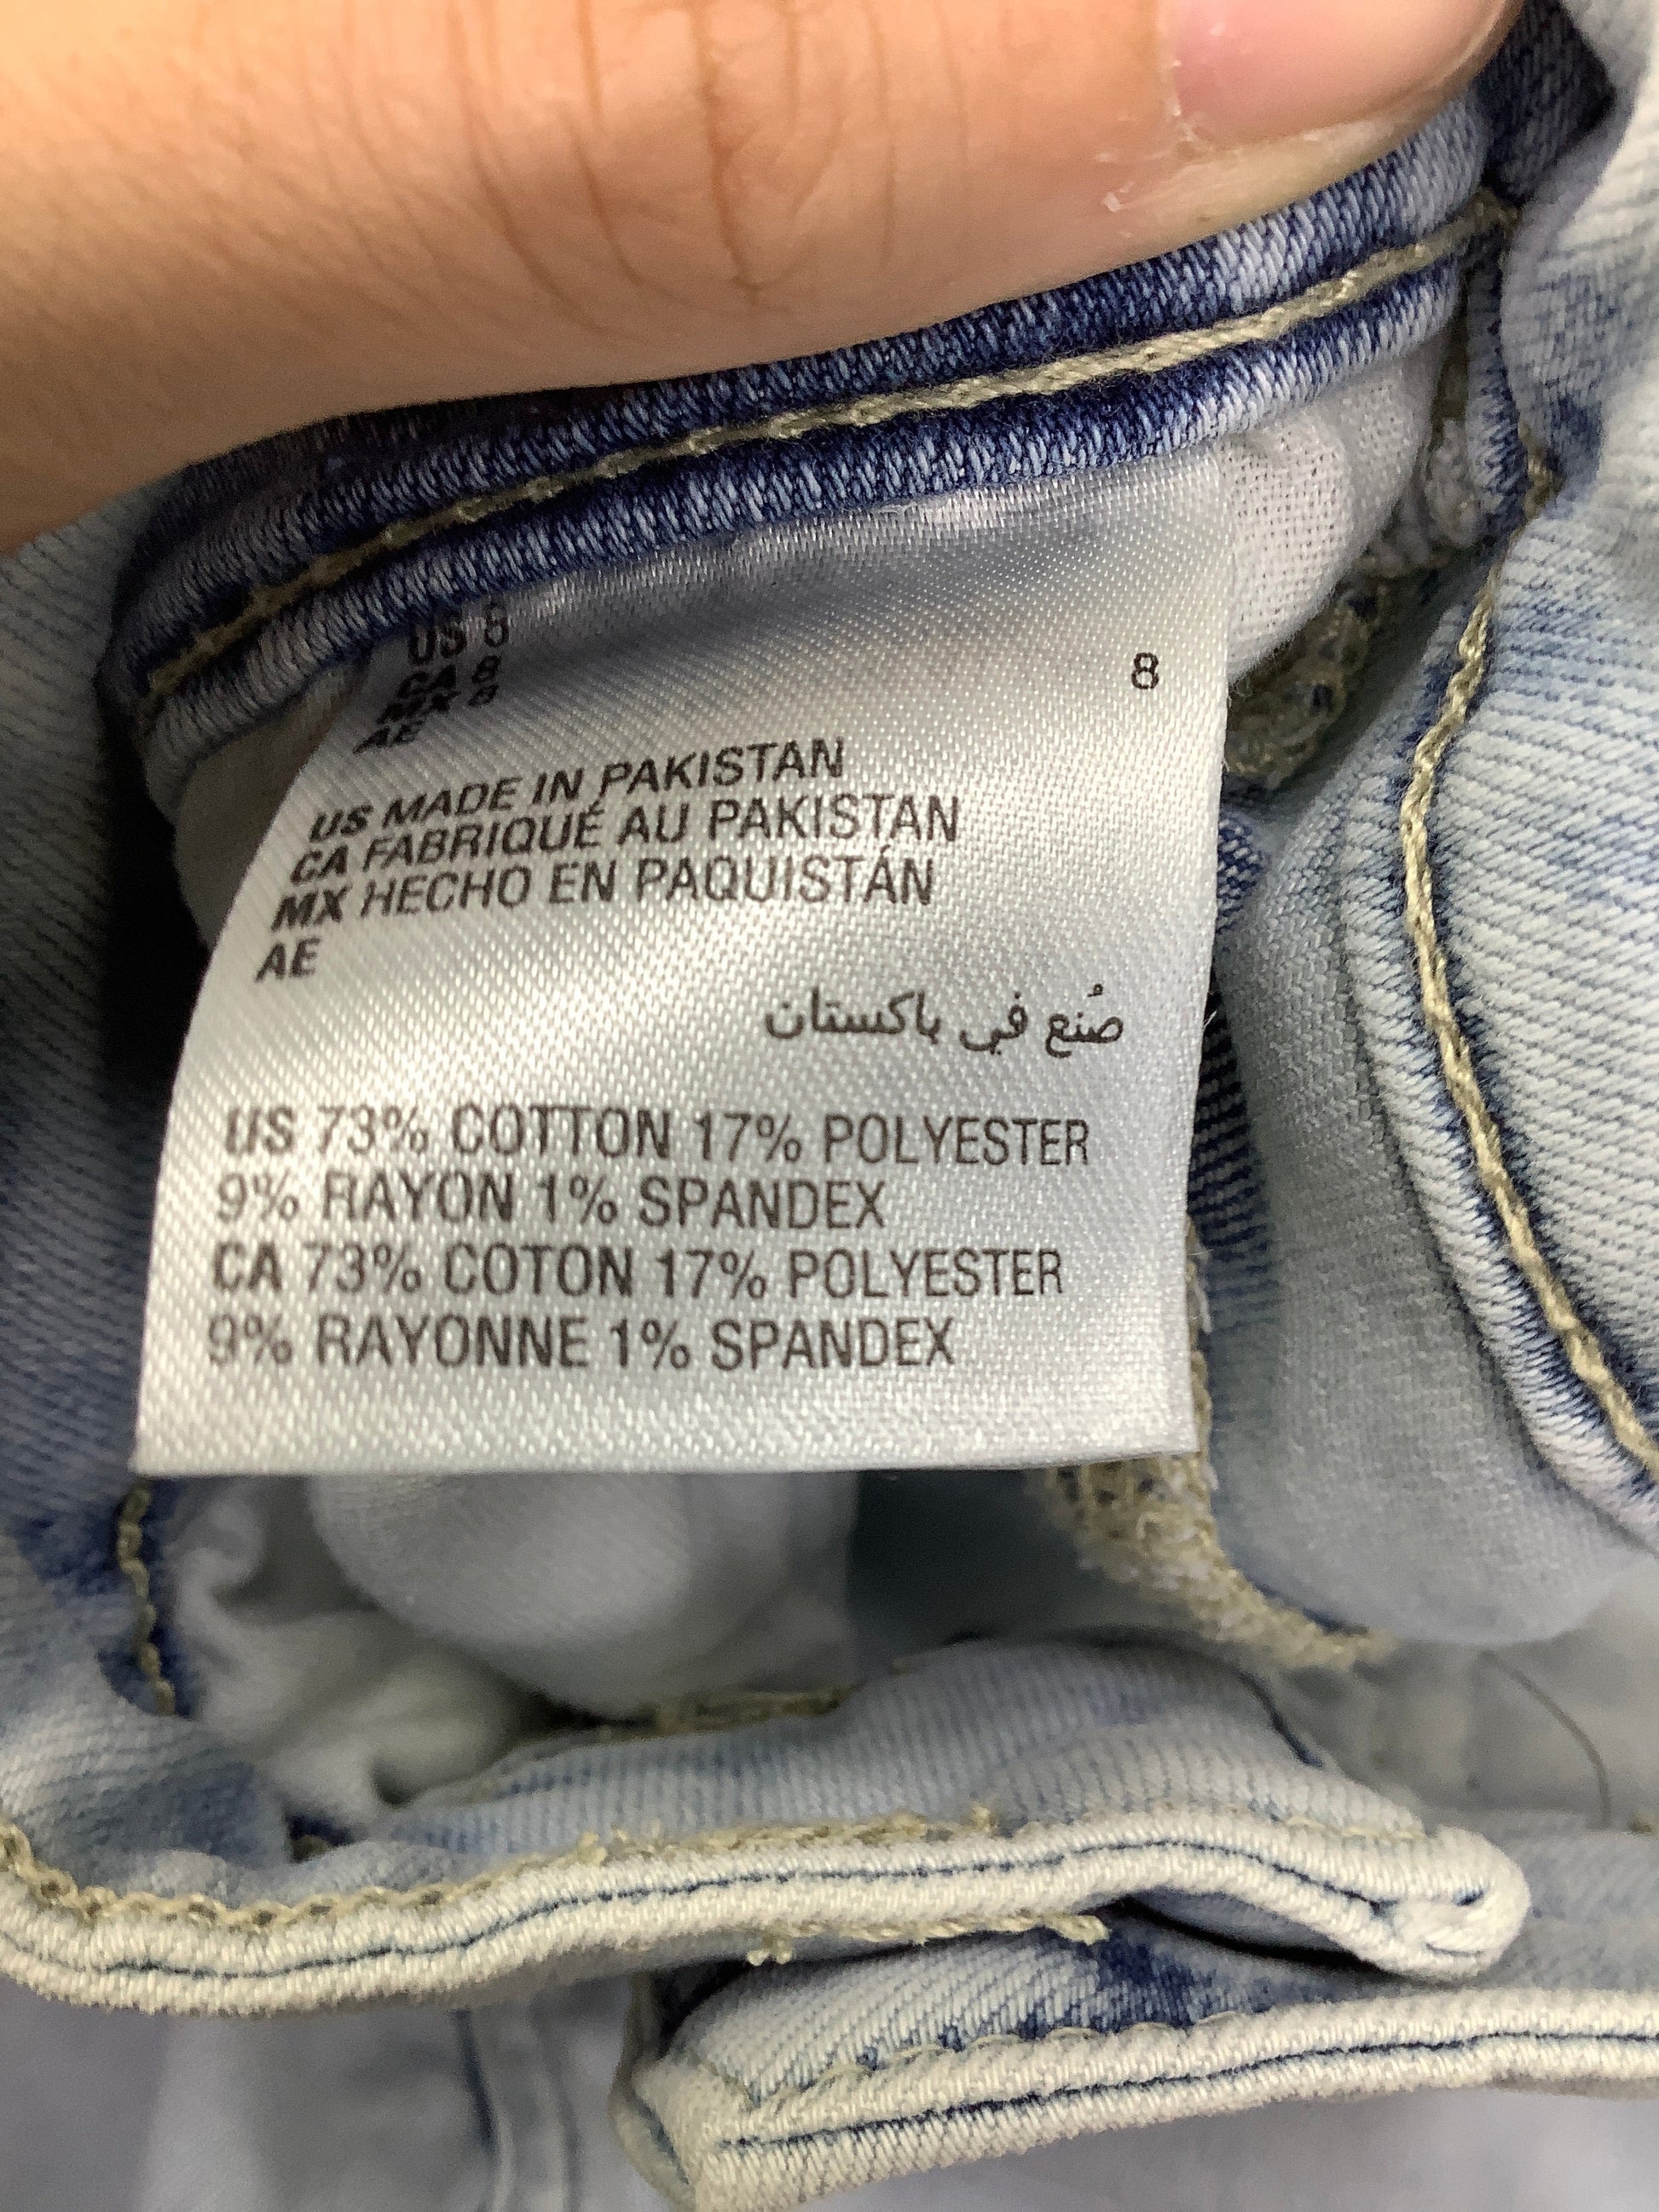 US 8
CA 8
MX 8
AE
8
US MADE IN PAKISTAN
CA FABRIQUÉ AU PAKISTAN
MX HECHO EN PAQUISTÁN
AE
صُنع في باكستان
US 73% COTTON 17% POLYESTER
9% RAYON 1% SPANDEX
CA 73% COTON 17% POLYESTER
9% RAYONNE 1% SPANDEX